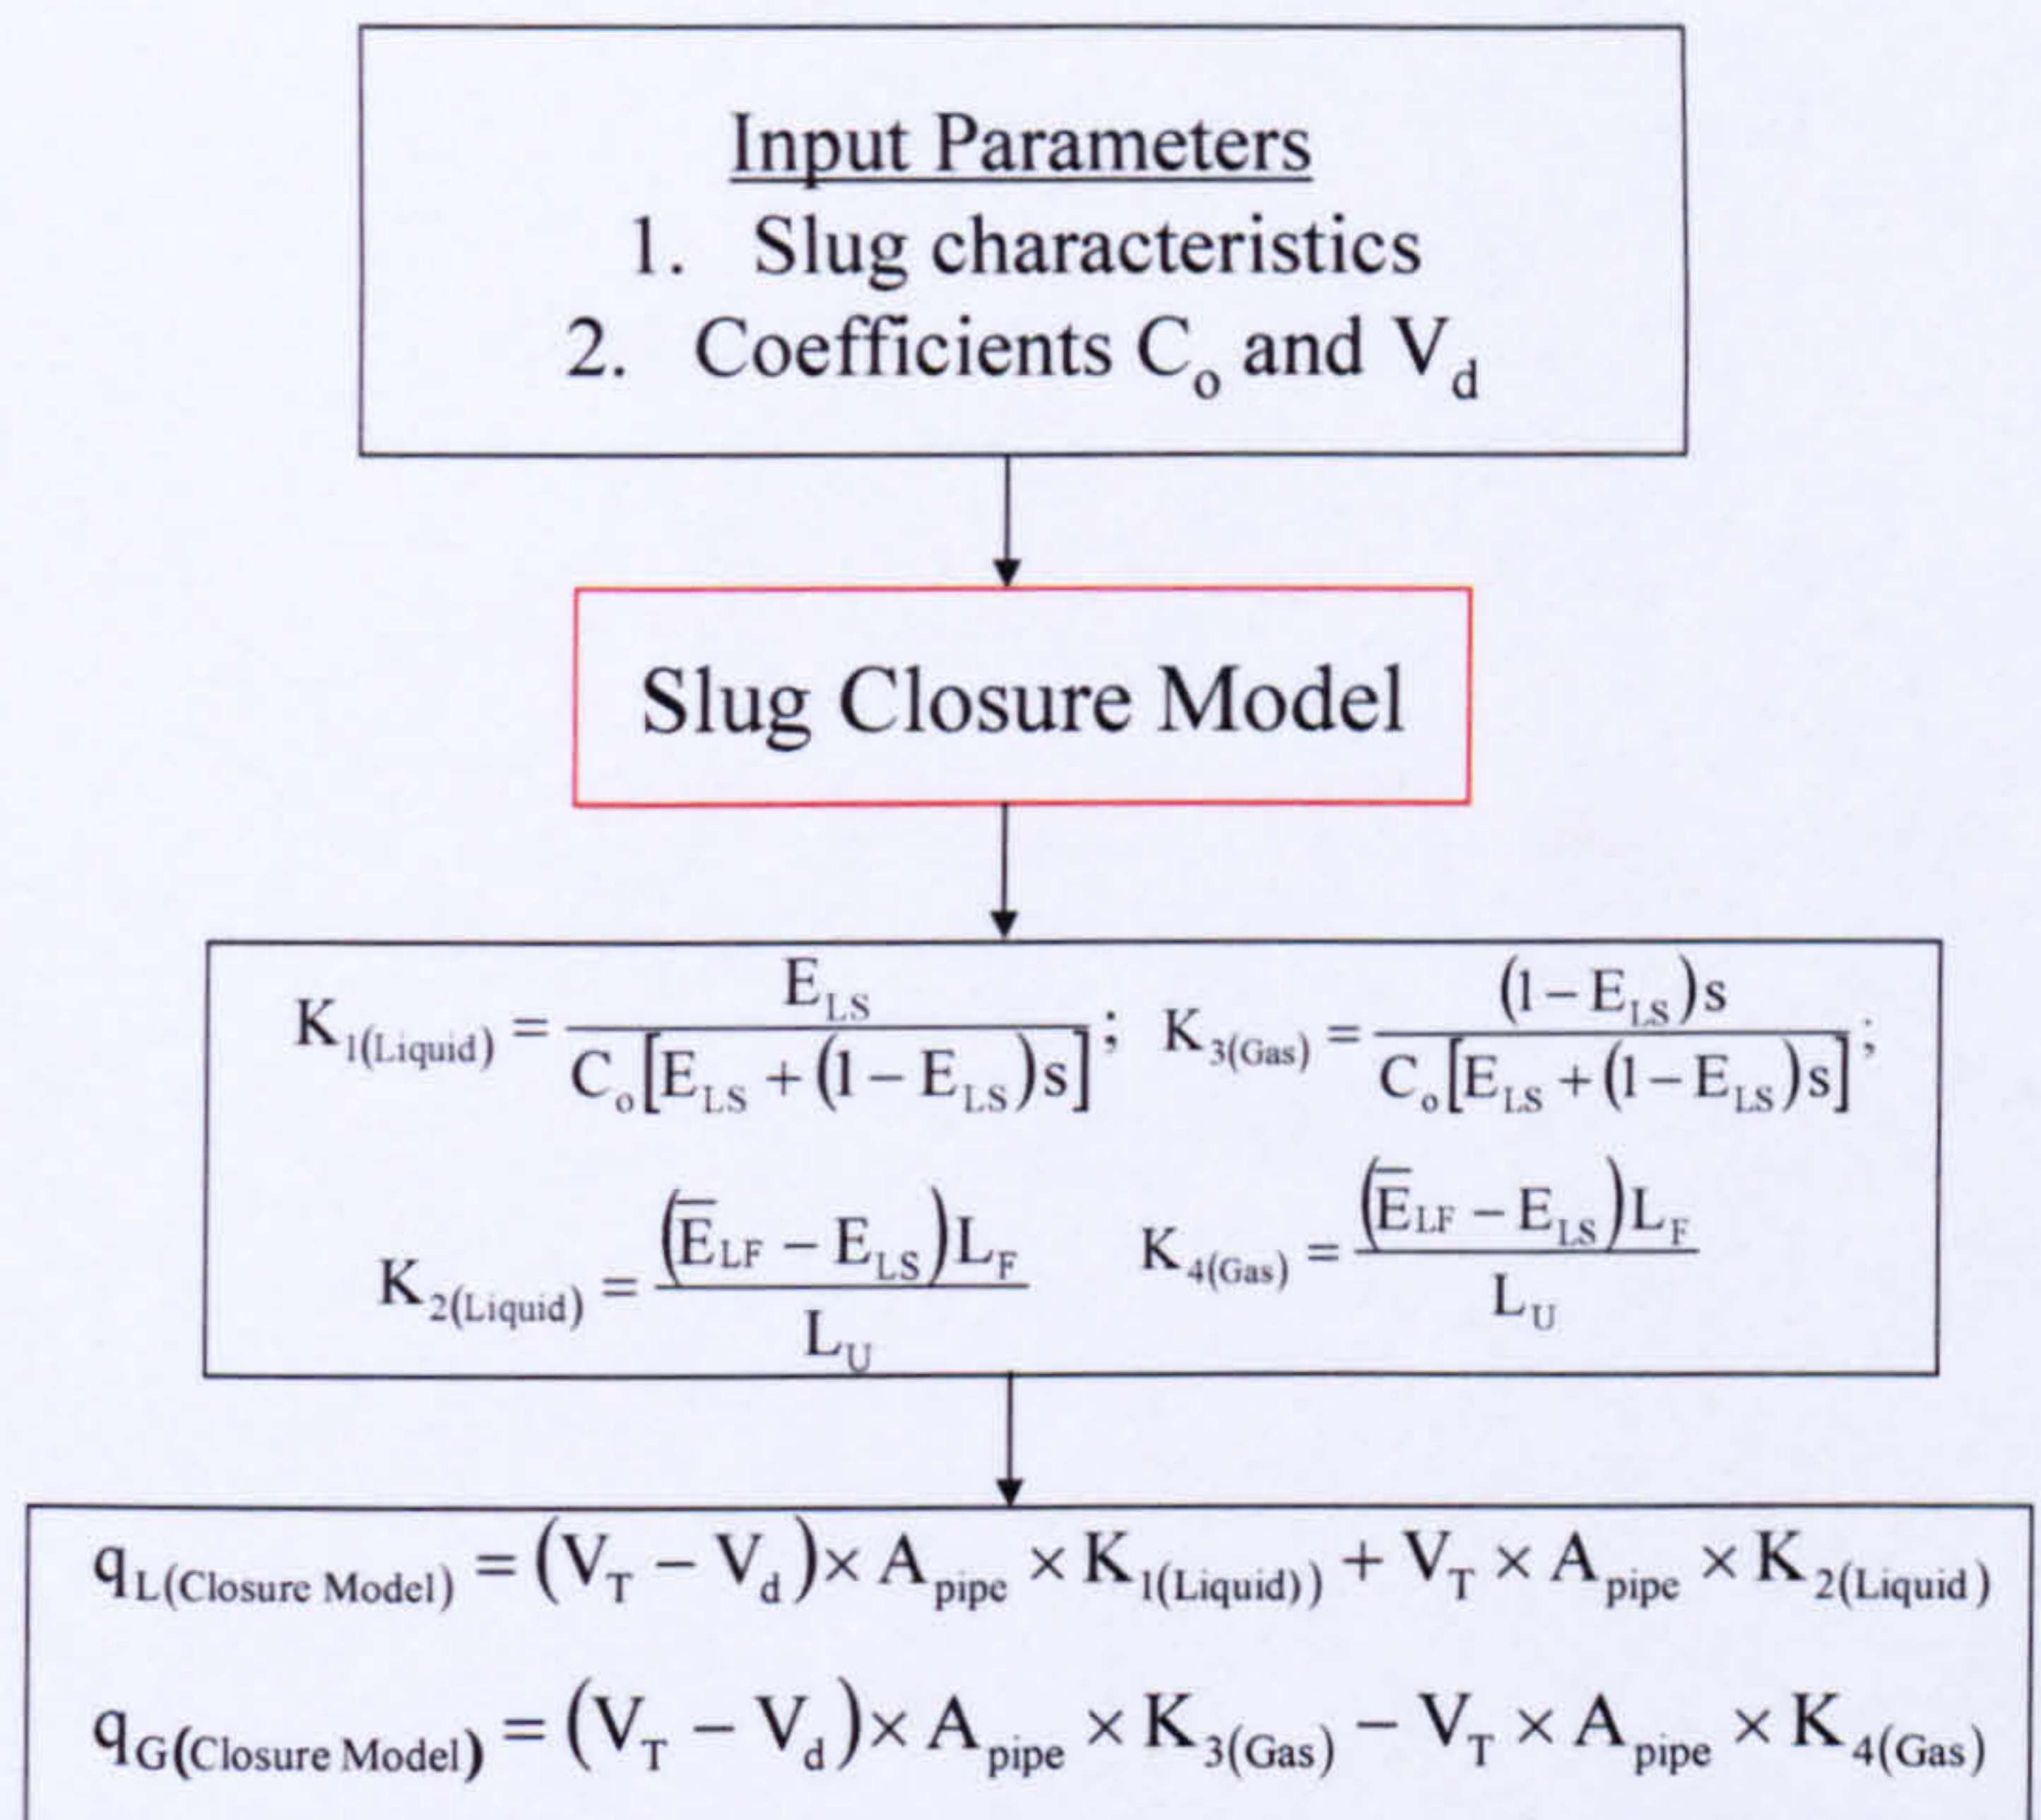 Input Parameters
1. Slug characteristics
2. Coefficients C_o and V_d
Slug Closure Model
K_1(Liquid) = E_LS / C_o[E_LS + (1 − E_LS)s] ; K_3(Gas) = (1 − E_LS)s / C_o[E_LS + (1 − E_LS)s] ;
K_2(Liquid) = (E̅_LF − E_LS)L_F / L_U K_4(Gas) = (E̅_LF − E_LS)L_F / L_U
q_L(Closure Model) = (V_T − V_d) × A_pipe × K_1(Liquid)) + V_T × A_pipe × K_2(Liquid)
q_G(Closure Model) = (V_T − V_d) × A_pipe × K_3(Gas) − V_T × A_pipe × K_4(Gas)